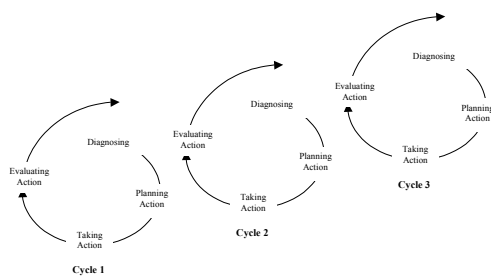 Diagnosing
Planning
Action
Taking
Action
Evaluating
Action
Cycle 1
Diagnosing
Planning
Action
Taking
Action
Evaluating
Action
Cycle 2
Diagnosing
Planning
Action
Taking
Action
Evaluating
Action
Cycle 3